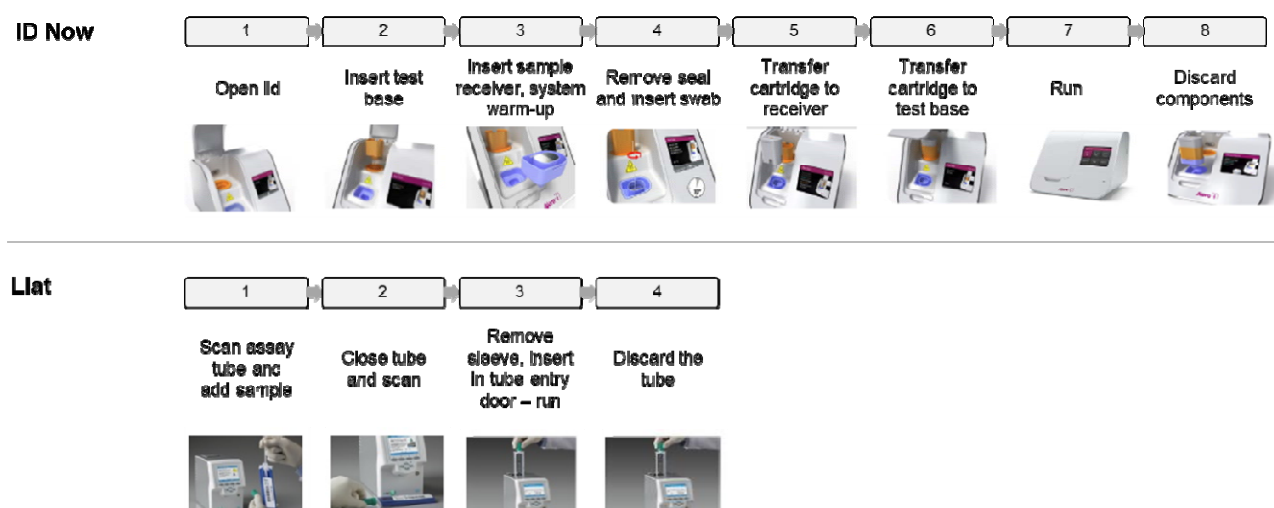 ID Now
1 2 3 4 5 6 7 8
Open lid
Insert test
base
Insert sample
receiver, system
warm-up
Remove seal
and insert swab
Transfer
cartridge to
receiver
Transfer
cartridge to
test base
Run
Discard
components
Liat
1 2 3 4
Scan assay
tube and
add sample
Close tube
and scan
Remove
sleeve, insert
in tube entry
door – run
Discard the
tube